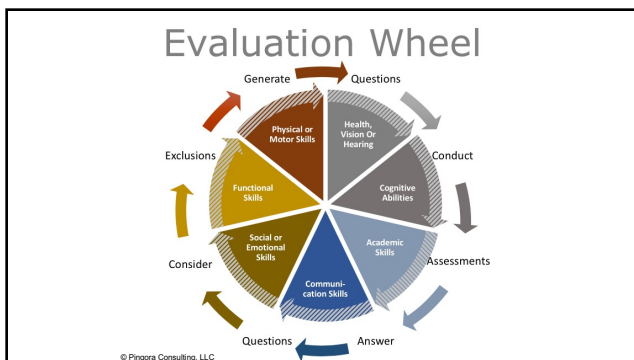 Evaluation Wheel
Generate
Questions
Conduct
Assessments
Answer
Questions
Consider
Exclusions
Health,
Vision Or
Hearing
Cognitive
Abilities
Academic
Skills
Communi-
cation Skills
Social or
Emotional
Skills
Functional
Skills
Physical or
Motor Skills
© Pingora Consulting, LLC